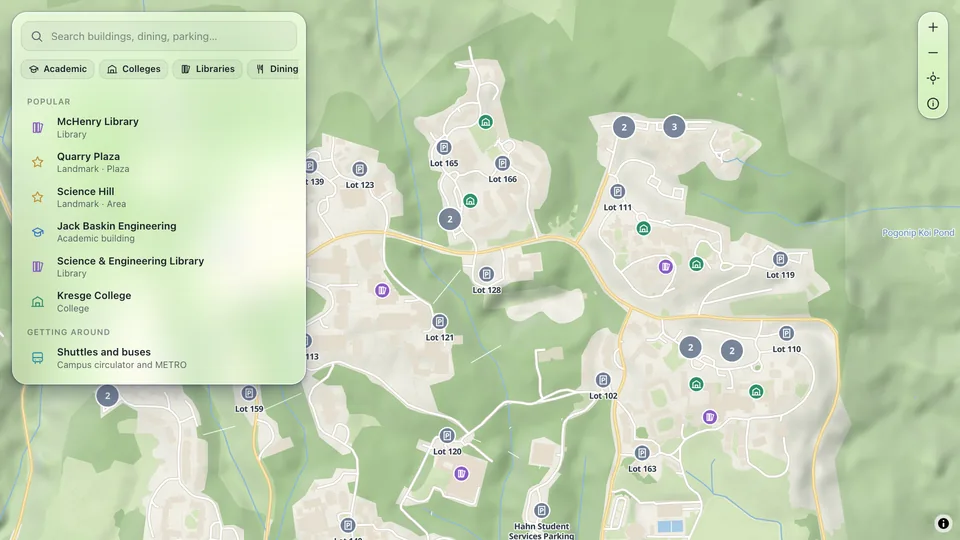 Search buildings, dining, parking...
Academic
Colleges
Libraries
Dining
POPULAR
McHenry Library
Library
Quarry Plaza
Landmark · Plaza
Science Hill
Landmark · Area
Jack Baskin Engineering
Academic building
Science & Engineering Library
Library
Kresge College
College
GETTING AROUND
Shuttles and buses
Campus circulator and METRO
2
3
Lot 165
Lot 139
Lot 123
Lot 166
Lot 111
2
Pogonip Koi Pond
Lot 119
Lot 128
Lot 121
113
2
2
Lot 110
2
Lot 159
Lot 102
Lot 120
Lot 163
Hahn Student
Services Parking